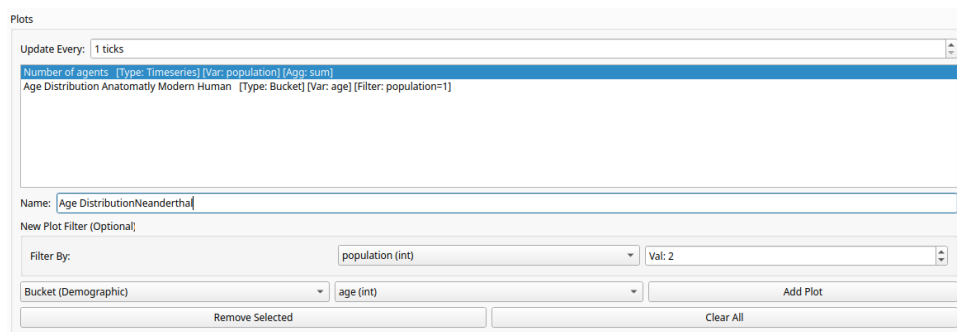 Plots
Update Every: 1 ticks
Number of agents [Type: Timeseries] [Var: population] [Agg: sum]
Age Distribution Anatomatly Modern Human [Type: Bucket] [Var: age] [Filter: population=1]
Name: Age DistributionNeanderthal
New Plot Filter (Optional)
Filter By: population (int) Val: 2
Bucket (Demographic) age (int) Add Plot
Remove Selected Clear All